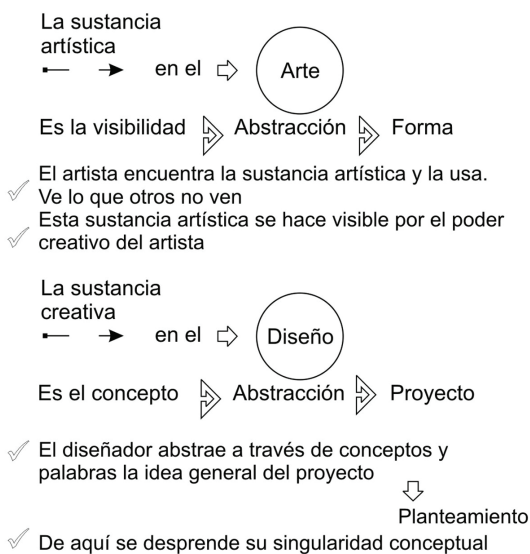 La sustancia
artística
en el Arte
Es la visibilidad Abstracción Forma
El artista encuentra la sustancia artística y la usa.
Ve lo que otros no ven
Esta sustancia artística se hace visible por el poder
creativo del artista
La sustancia
creativa
en el Diseño
Es el concepto Abstracción Proyecto
El diseñador abstrae a través de conceptos y
palabras la idea general del proyecto
Planteamiento
De aquí se desprende su singularidad conceptual